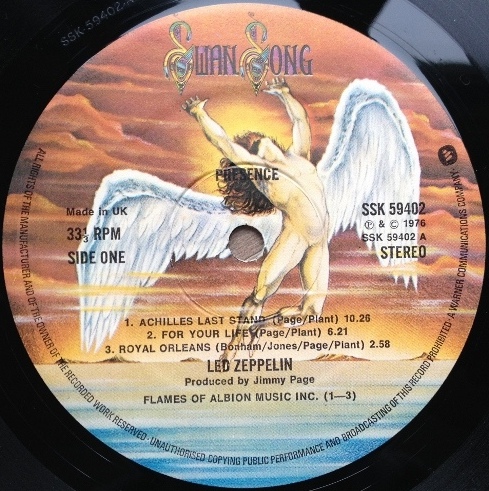 SSK 59402
SWAN SONG
PRESENCE
Made in UK
33⅓ RPM
SIDE ONE
SSK 59402
℗ & © 1976
SSK 59402 A
STEREO
1. ACHILLES LAST STAND (Page/Plant) 10.26
2. FOR YOUR LIFE (Page/Plant) 6.21
3. ROYAL ORLEANS (Bonham/Jones/Page/Plant) 2.58
LED ZEPPELIN
Produced by Jimmy Page
FLAMES OF ALBION MUSIC INC. (1—3)
ALL RIGHTS OF THE MANUFACTURER AND OF THE OWNER OF THE RECORDED WORK RESERVED · UNAUTHORISED COPYING PUBLIC PERFORMANCE AND BROADCASTING OF THIS RECORD PROHIBITED · A WARNER COMMUNICATIONS COMPANY ·